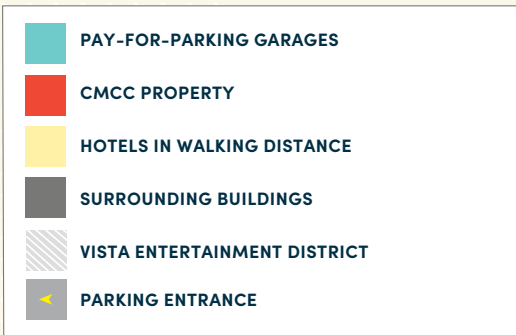 PAY-FOR-PARKING GARAGES
CMCC PROPERTY
HOTELS IN WALKING DISTANCE
SURROUNDING BUILDINGS
VISTA ENTERTAINMENT DISTRICT
PARKING ENTRANCE